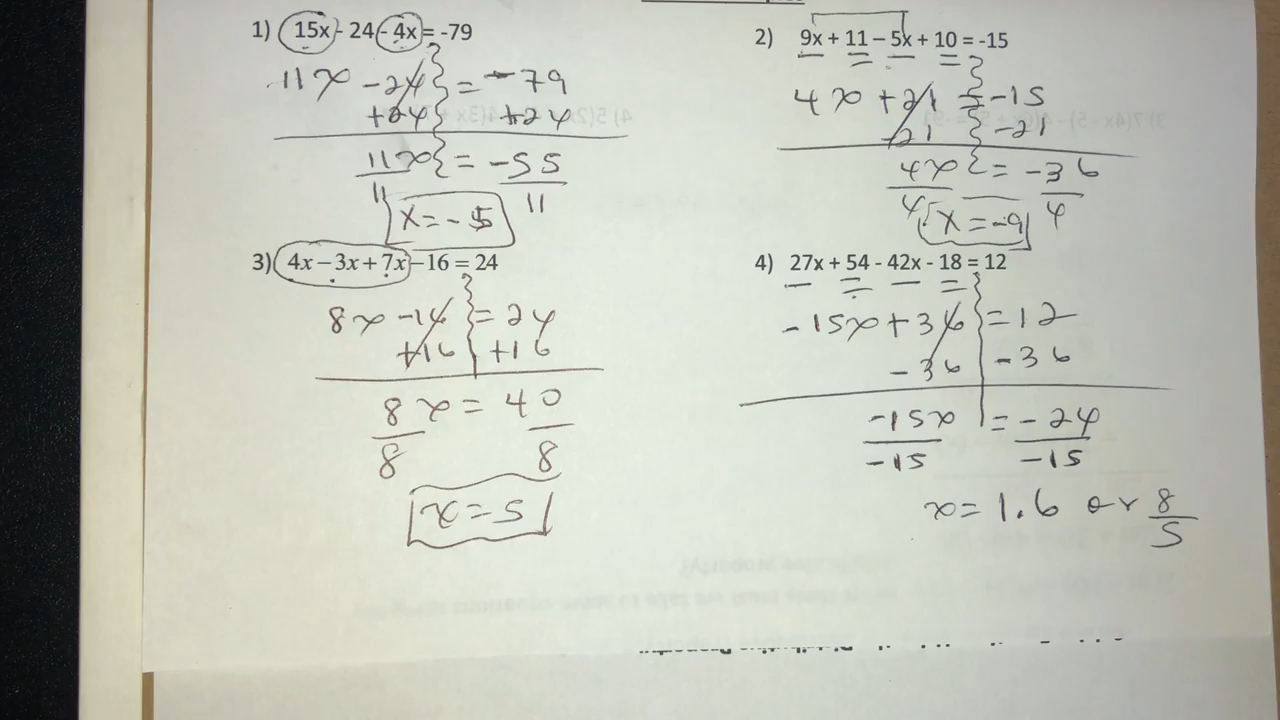 1) 15x - 24 - 4x = -79
11x - 24 = -79
+24 +24
11x = -55
11 11
x = -5
2) 9x + 11 – 5x + 10 = -15
4x + 21 = -15
-21 -21
4x = -36
4 4
x = -9
3) 4x – 3x + 7x – 16 = 24
8x - 16 = 24
+16 +16
8x = 40
8 8
x = 5
4) 27x + 54 - 42x - 18 = 12
-15x + 36 = 12
-36 -36
-15x = -24
-15 -15
x = 1.6 or 8/5